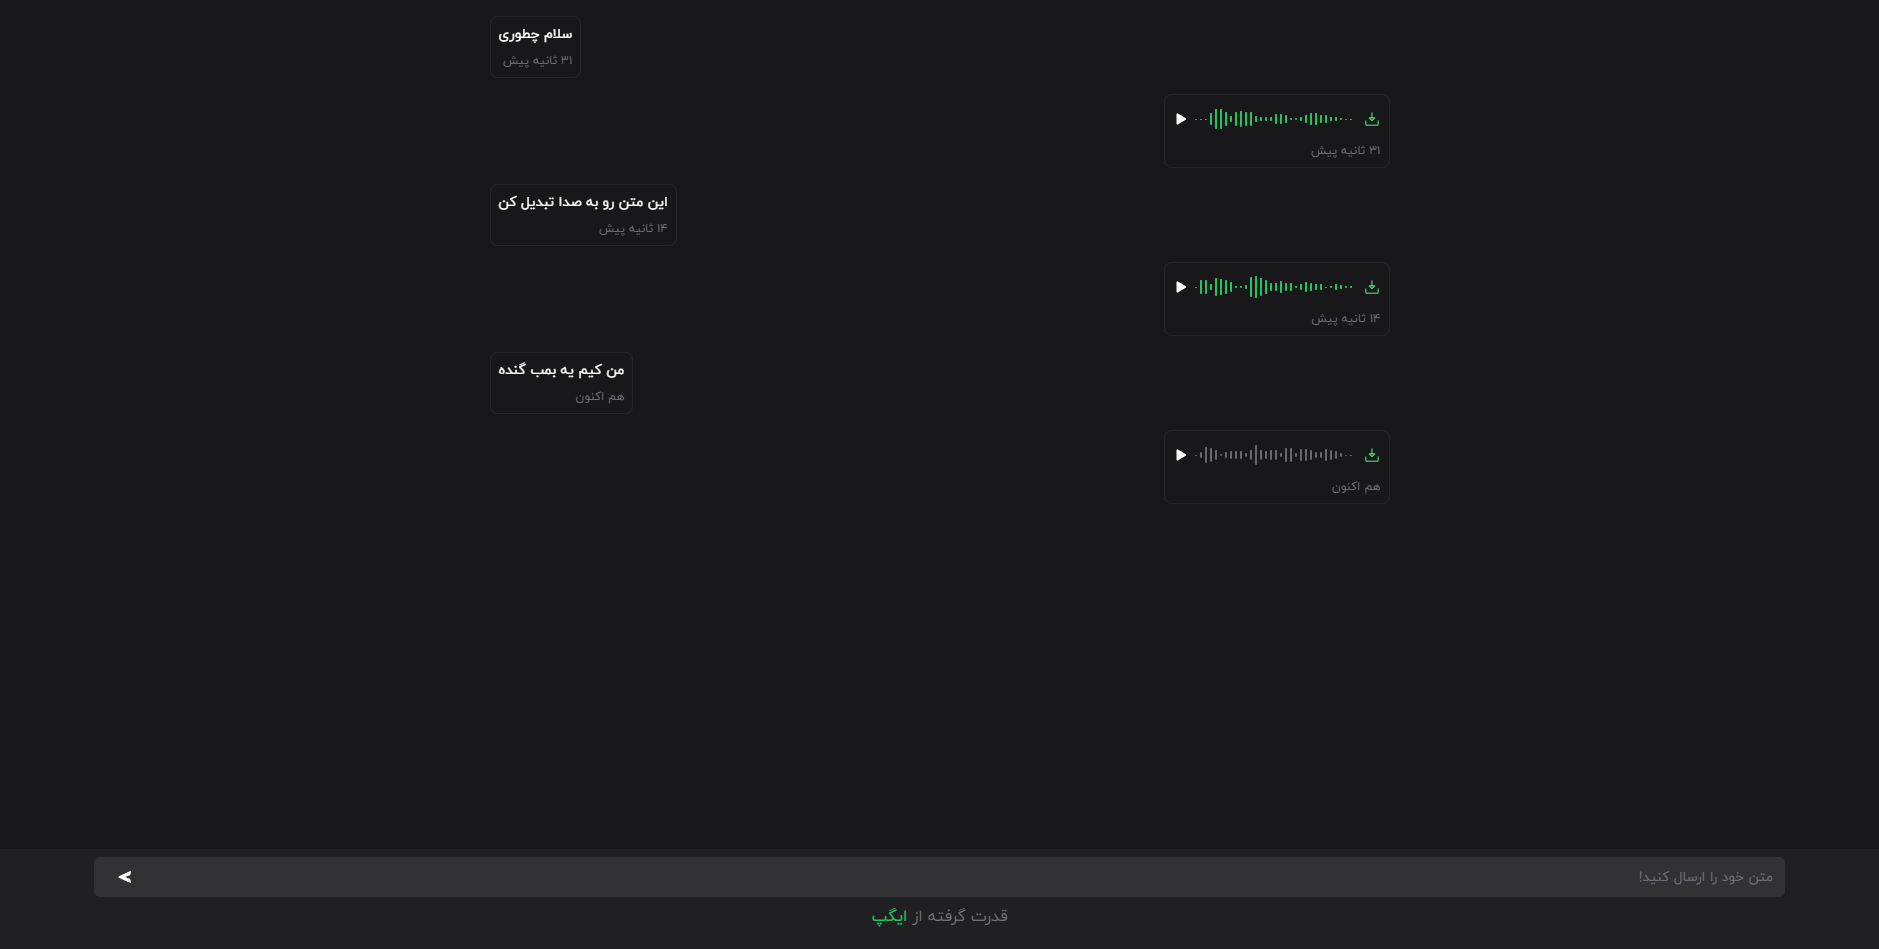 سلام چطوری
۳۱ ثانیه پیش
۳۱ ثانیه پیش
این متن رو به صدا تبدیل کن
۱۴ ثانیه پیش
۱۴ ثانیه پیش
من کیم یه بمب گنده
هم اکنون
هم اکنون
متن خود را ارسال کنید!
قدرت گرفته از ایگپ